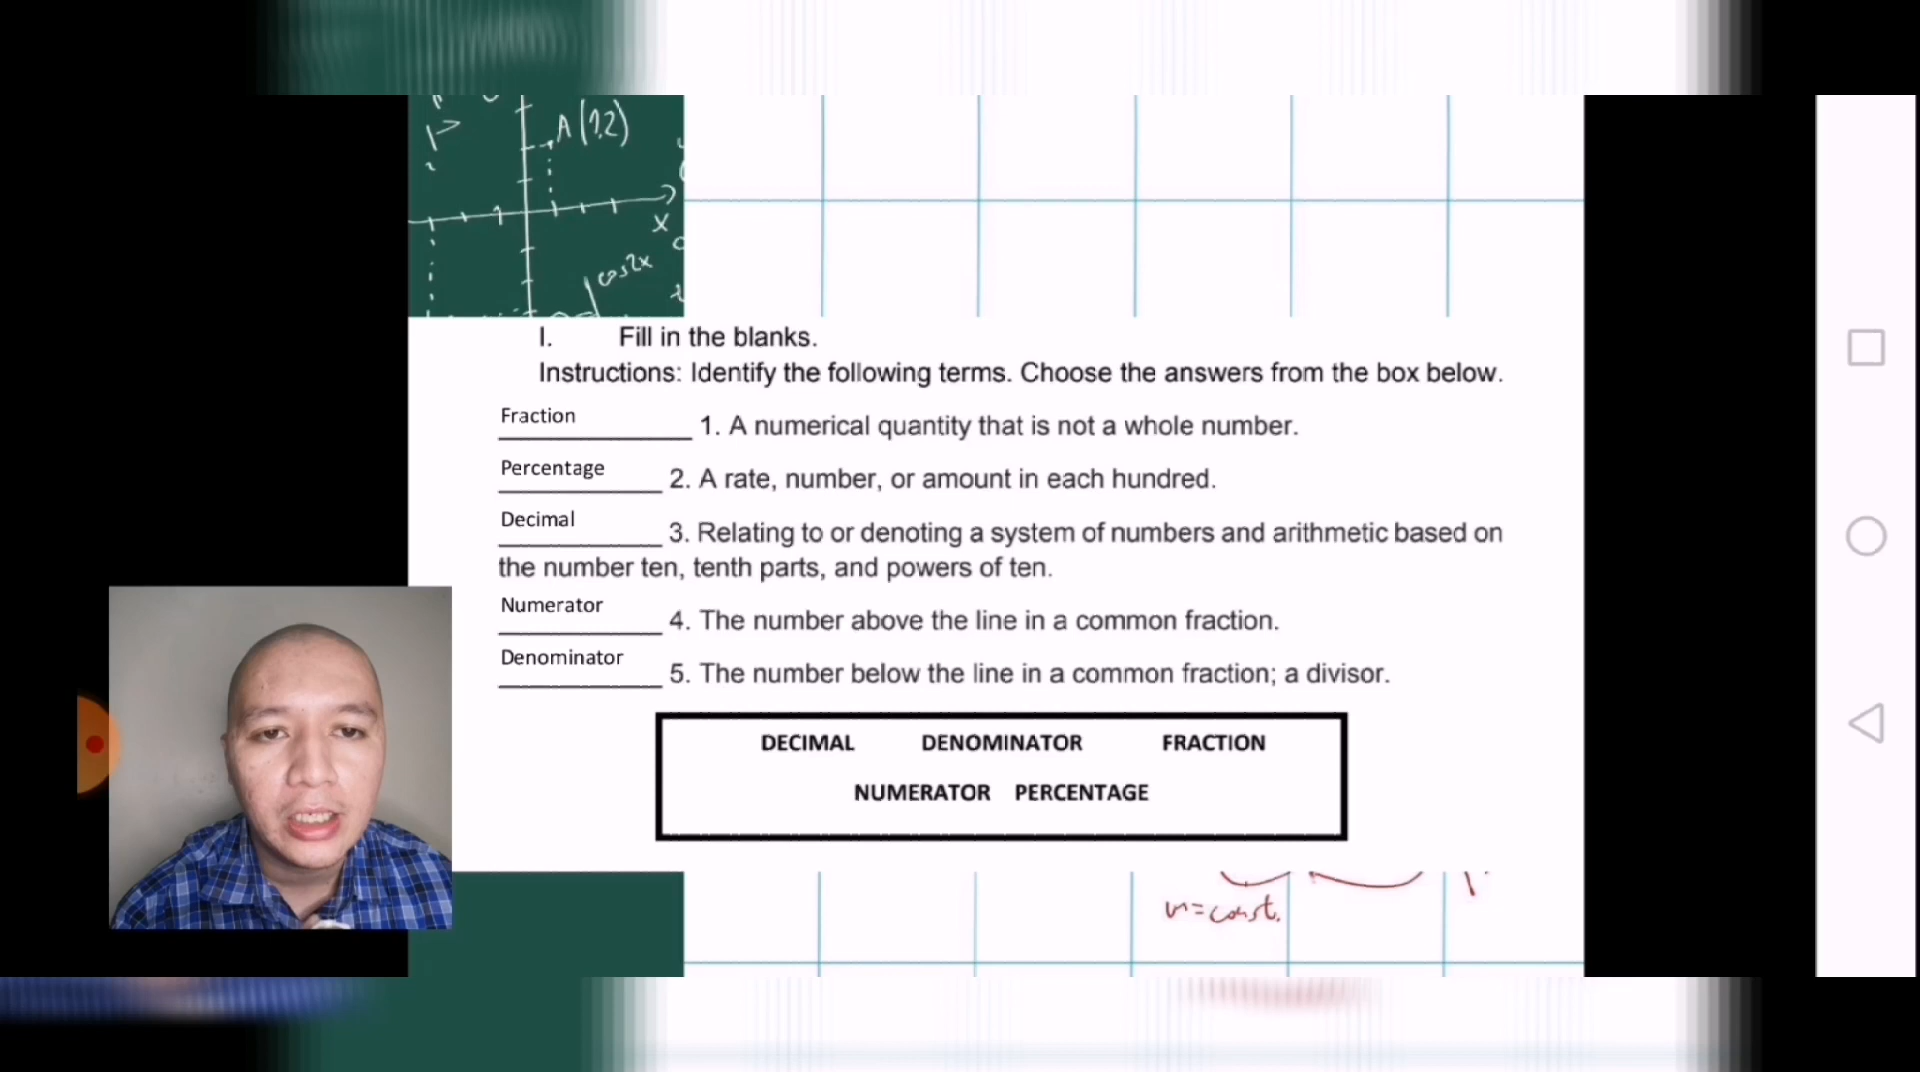 A(1,2)
X
cos2x
I. Fill in the blanks.
Instructions: Identify the following terms. Choose the answers from the box below.
Fraction 1. A numerical quantity that is not a whole number.
Percentage 2. A rate, number, or amount in each hundred.
Decimal 3. Relating to or denoting a system of numbers and arithmetic based on
the number ten, tenth parts, and powers of ten.
Numerator 4. The number above the line in a common fraction.
Denominator 5. The number below the line in a common fraction; a divisor.
DECIMAL DENOMINATOR FRACTION
NUMERATOR PERCENTAGE
m=const.